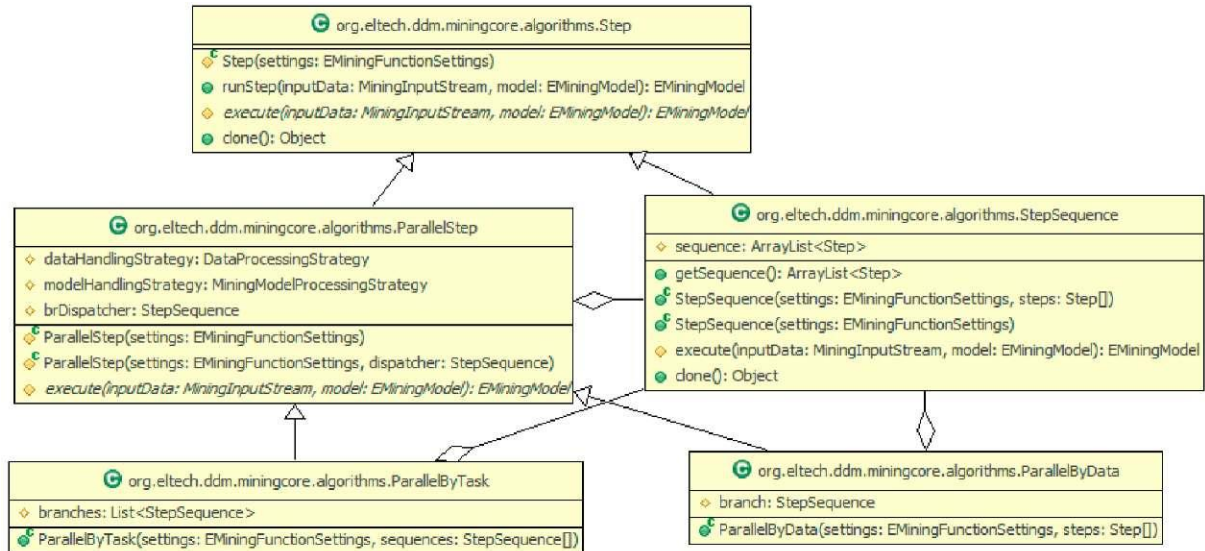 C org.eltech.ddm.miningcore.algorithms.Step
C Step(settings: EMiningFunctionSettings)
runStep(inputData: MiningInputStream, model: EMiningModel): EMiningModel
execute(inputData: MiningInputStream, model: EMiningModel): EMiningModel
clone(): Object
C org.eltech.ddm.miningcore.algorithms.ParallelStep
dataHandlingStrategy: DataProcessingStrategy
modelHandlingStrategy: MiningModelProcessingStrategy
brDispatcher: StepSequence
C ParallelStep(settings: EMiningFunctionSettings)
C ParallelStep(settings: EMiningFunctionSettings, dispatcher: StepSequence)
execute(inputData: MiningInputStream, model: EMiningModel): EMiningModel
C org.eltech.ddm.miningcore.algorithms.StepSequence
sequence: ArrayList<Step>
getSequence(): ArrayList<Step>
C StepSequence(settings: EMiningFunctionSettings, steps: Step[])
C StepSequence(settings: EMiningFunctionSettings)
execute(inputData: MiningInputStream, model: EMiningModel): EMiningModel
clone(): Object
C org.eltech.ddm.miningcore.algorithms.ParallelByTask
branches: List<StepSequence>
C ParallelByTask(settings: EMiningFunctionSettings, sequences: StepSequence[])
C org.eltech.ddm.miningcore.algorithms.ParallelByData
branch: StepSequence
C ParallelByData(settings: EMiningFunctionSettings, steps: Step[])